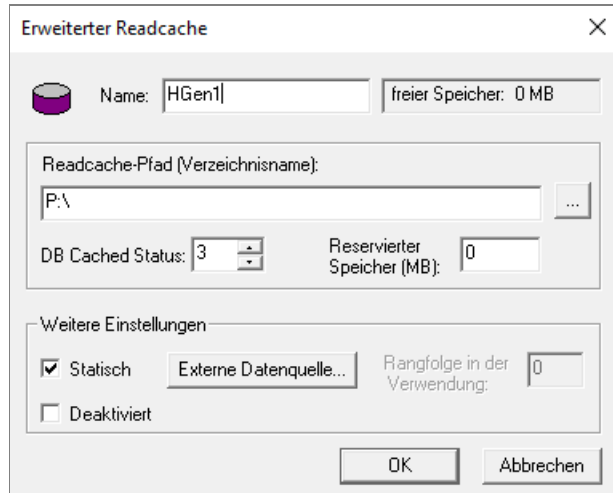 Erweiterter Readcache
Name: HGen1 freier Speicher: 0 MB
Readcache-Pfad (Verzeichnisname):
P:\
...
DB Cached Status: 3
Reservierter
Speicher (MB): 0
Weitere Einstellungen
Statisch
Externe Datenquelle...
Rangfolge in der
Verwendung: 0
Deaktiviert
OK Abbrechen